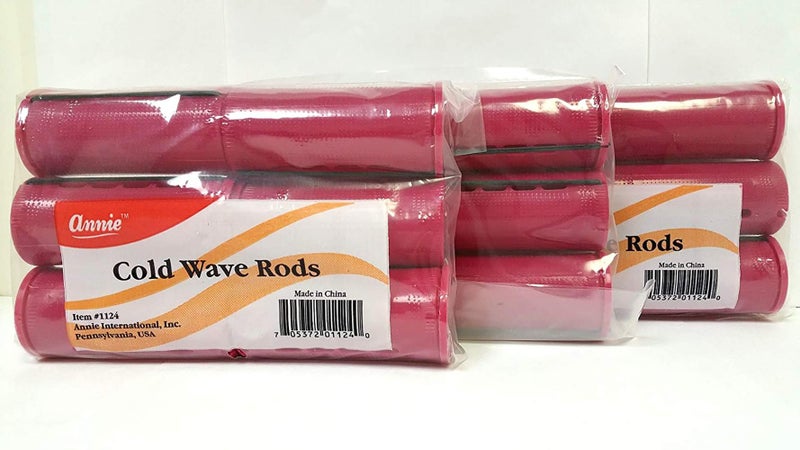 annie™
Cold Wave Rods
Made in China
Item #1124
Annie International, Inc.
Pennsylvania, USA
7 05372 01124 0
e Rods
Made in China
05372 01124 0